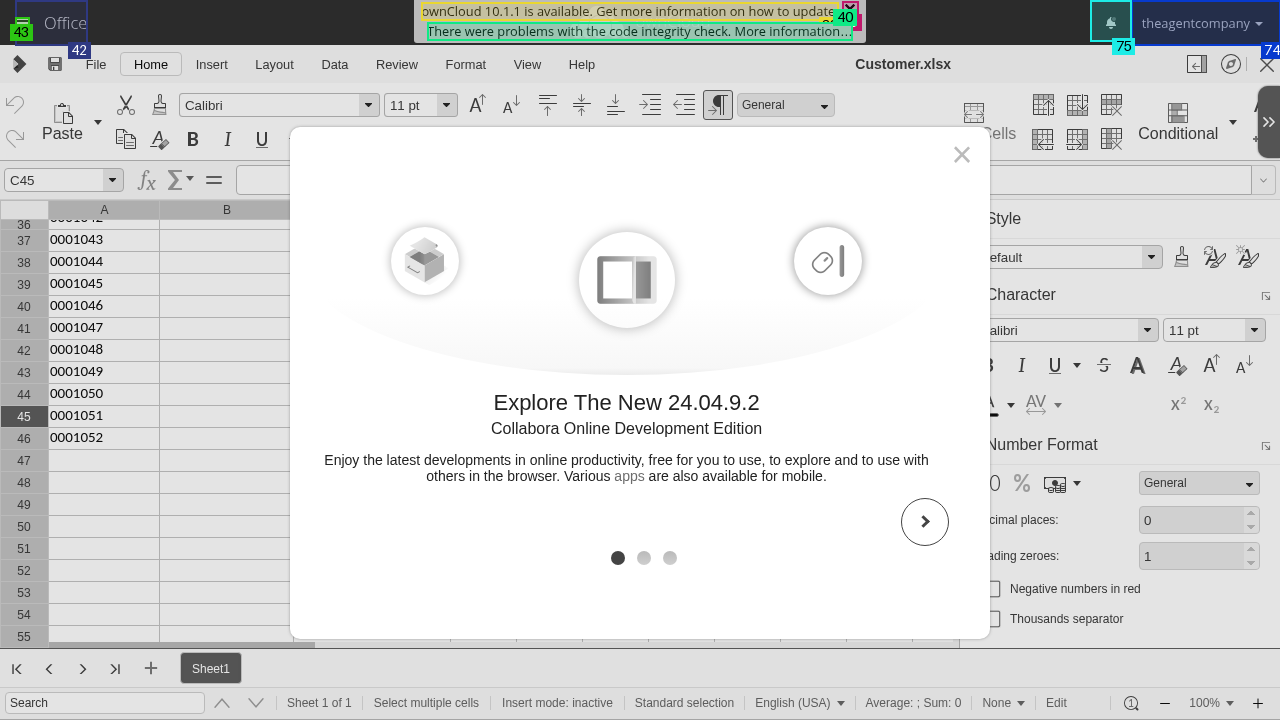 ownCloud 10.1.1 is available. Get more information on how to update
40
There were problems with the code integrity check. More information...
43
Office
42
75
theagentcompany
74
File
Home
Insert
Layout
Data
Review
Format
View
Help
Customer.xlsx
Paste
Calibri
11 pt
General
B I U
Cells
Conditional
C45
A
B
36 0001042
37 0001043
38 0001044
39 0001045
40 0001046
41 0001047
42 0001048
43 0001049
44 0001050
45 0001051
46 0001052
47
48
49
50
51
52
53
54
55
Explore The New 24.04.9.2
Collabora Online Development Edition
Enjoy the latest developments in online productivity, free for you to use, to explore and to use with
others in the browser. Various apps are also available for mobile.
Style
efault
Character
alibri
11 pt
Number Format
General
cimal places:
0
ading zeroes:
1
Negative numbers in red
Thousands separator
Sheet1
Search
Sheet 1 of 1
Select multiple cells
Insert mode: inactive
Standard selection
English (USA)
Average: ; Sum: 0
None
Edit
100%